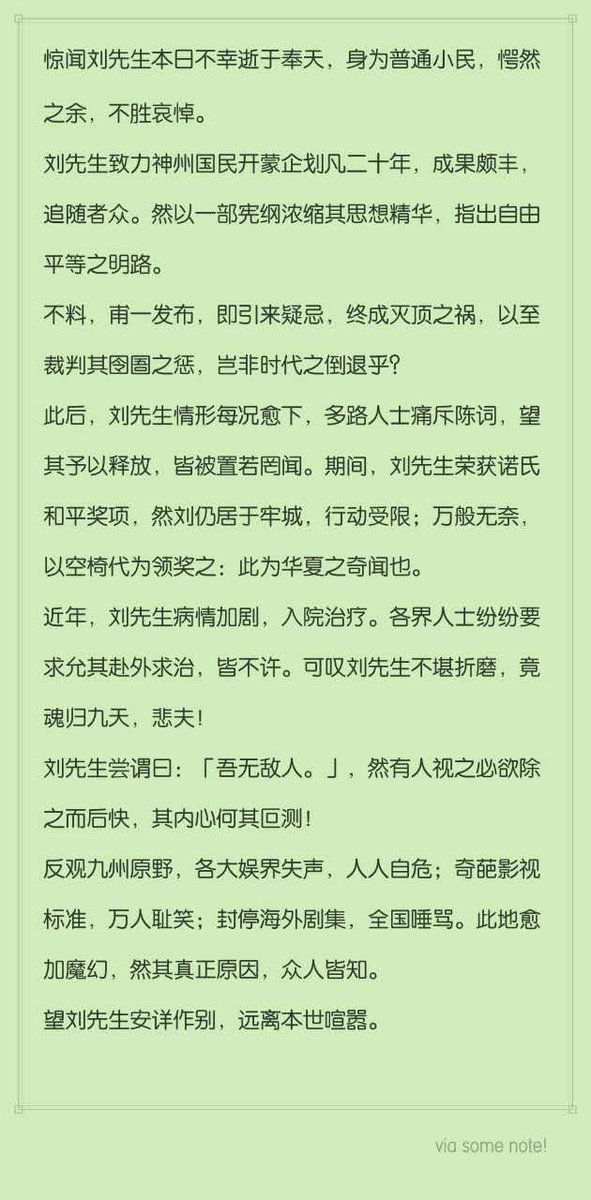 惊闻刘先生本日不幸逝于奉天，身为普通小民，愕然
之余，不胜哀悼。
刘先生致力神州国民开蒙企划凡二十年，成果颇丰，
追随者众。然以一部宪纲浓缩其思想精华，指出自由
平等之明路。
不料，甫一发布，即引来疑忌，终成灭顶之祸，以至
裁判其囹圄之惩，岂非时代之倒退乎？
此后，刘先生情形每况愈下，多路人士痛斥陈词，望
其予以释放，皆被置若罔闻。期间，刘先生荣获诺氏
和平奖项，然刘仍居于牢城，行动受限；万般无奈，
以空椅代为领奖之：此为华夏之奇闻也。
近年，刘先生病情加剧，入院治疗。各界人士纷纷要
求允其赴外求治，皆不许。可叹刘先生不堪折磨，竟
魂归九天，悲夫！
刘先生尝谓曰：「吾无敌人。」，然有人视之必欲除
之而后快，其内心何其叵测！
反观九州原野，各大娱界失声，人人自危；奇葩影视
标准，万人耻笑；封停海外剧集，全国唾骂。此地愈
加魔幻，然其真正原因，众人皆知。
望刘先生安详作别，远离本世喧嚣。
via some note!